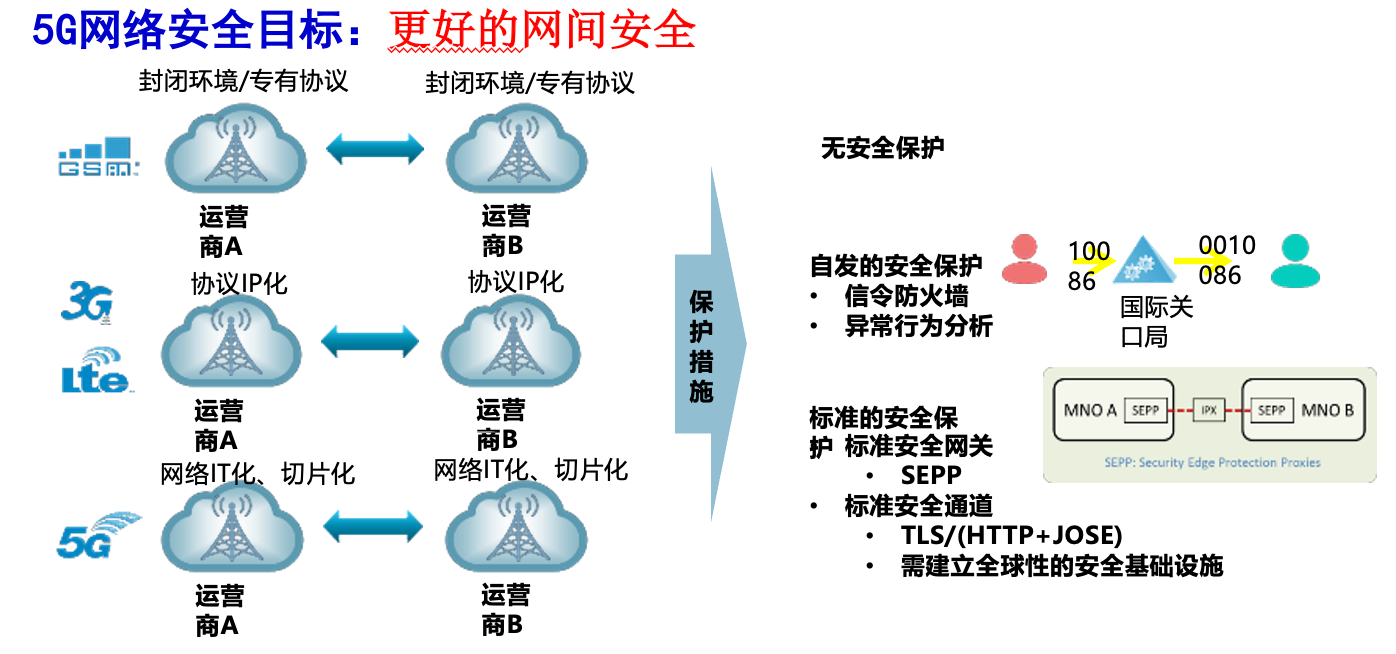 5G网络安全目标：更好的网间安全
封闭环境/专有协议
封闭环境/专有协议
GSM
运营
商A
运营
商B
协议IP化
协议IP化
3G
Lte
运营
商A
运营
商B
网络IT化、切片化
网络IT化、切片化
5G
运营
商A
运营
商B
保
护
措
施
无安全保护
自发的安全保护
• 信令防火墙
• 异常行为分析
100
86
0010
086
国际关
口局
标准的安全保
护
标准安全网关
• SEPP
• 标准安全通道
• TLS/(HTTP+JOSE)
• 需建立全球性的安全基础设施
MNO A SEPP IPX SEPP MNO B
SEPP: Security Edge Protection Proxies